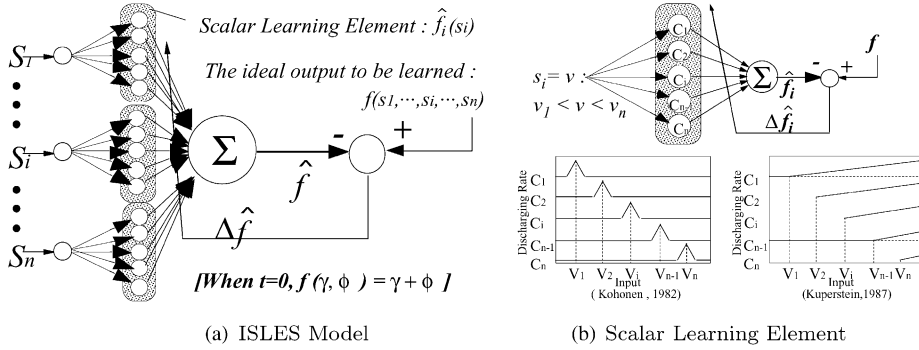 Scalar Learning Element : f̂i(si)
The ideal output to be learned :
f(s1,···,si,···,sn)
S1
Si
Sn
Σ
-
+
f̂
Δf̂
[When t=0, f(γ, ϕ ) = γ + ϕ ]
(a) ISLES Model
si = v :
v1 < v < vn
C1
C2
Ci
Cn
Cn
Σ
-
+
f
f̂i
Δf̂i
Discharging Rate
C1
C2
Ci
Cn-1
Cn
V1 V2 Vi Vn-1 Vn
Input
( Kohonen , 1982)
Discharging Rate
C1
C2
Ci
Cn-1
Cn
V1 V2 Vi Vn-1 Vn
Input
(Kuperstein,1987)
(b) Scalar Learning Element